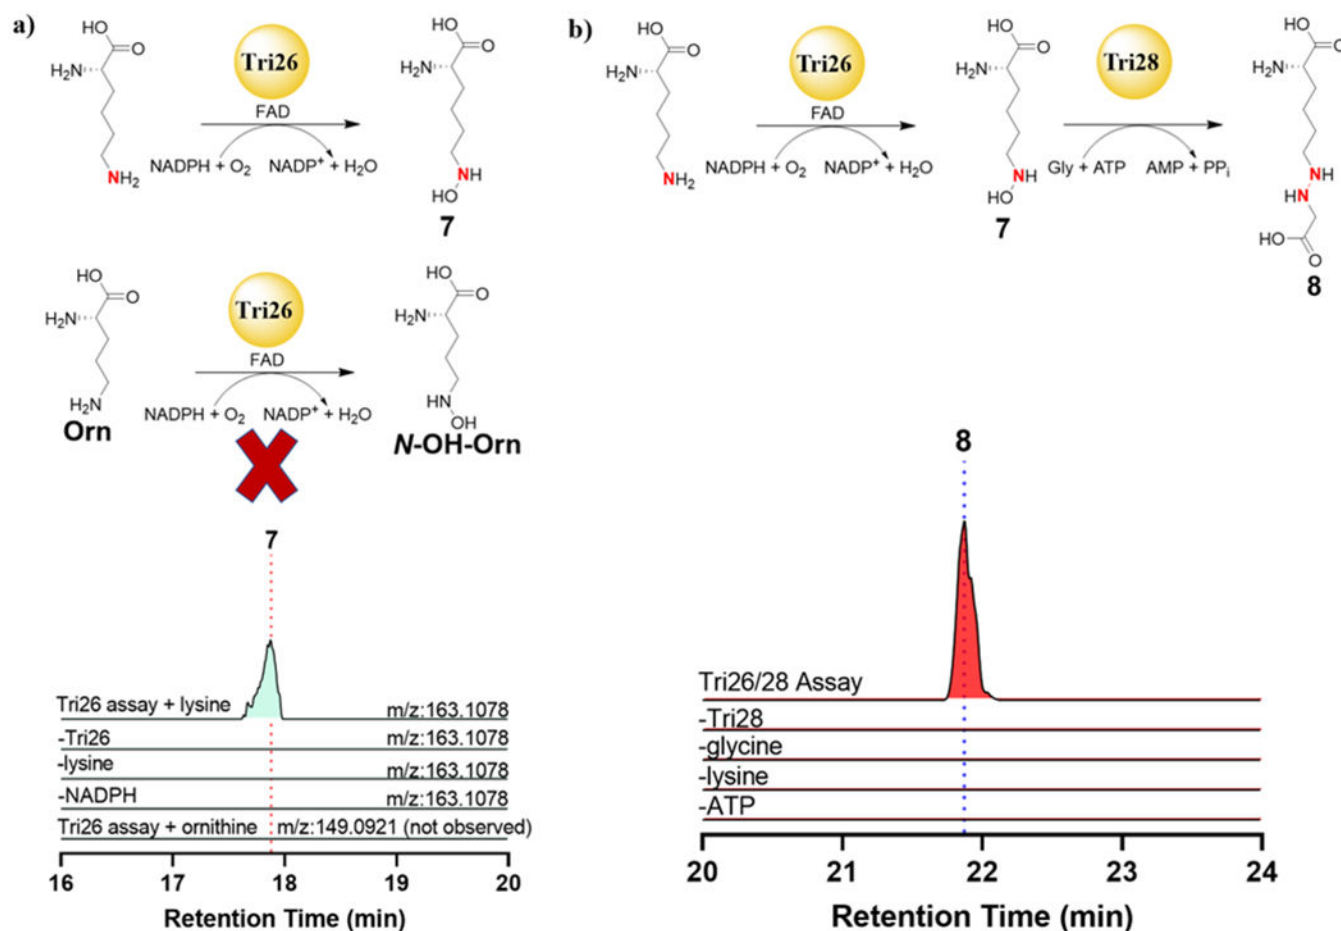 a)
HO
O
H₂N
NH₂
Tri26
FAD
NADPH + O₂ NADP⁺ + H₂O
HO
O
H₂N
NH
HO
7
HO
O
H₂N
H₂N
Orn
Tri26
FAD
NADPH + O₂ NADP⁺ + H₂O
HO
O
H₂N
HN
OH
N-OH-Orn
7
Tri26 assay + lysine m/z:163.1078
-Tri26 m/z:163.1078
-lysine m/z:163.1078
-NADPH m/z:163.1078
Tri26 assay + ornithine m/z:149.0921 (not observed)
16 17 18 19 20
Retention Time (min)
b)
HO
O
H₂N
NH₂
Tri26
FAD
NADPH + O₂ NADP⁺ + H₂O
HO
O
H₂N
NH
HO
7
Tri28
Gly + ATP AMP + PPᵢ
HO
O
H₂N
NH
HN
HO
O
8
8
Tri26/28 Assay
-Tri28
-glycine
-lysine
-ATP
20 21 22 23 24
Retention Time (min)